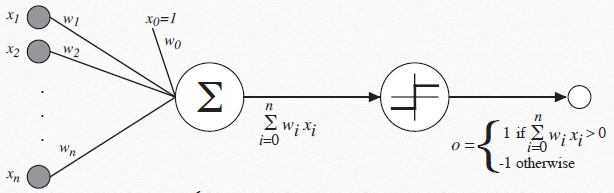 x1 w1 x0=1
w0
x2 w2
.
.
.
Σ
n
Σ wi xi
i=0
wn
xn
o = { 1 if n Σ i=0 wi xi > 0
-1 otherwise